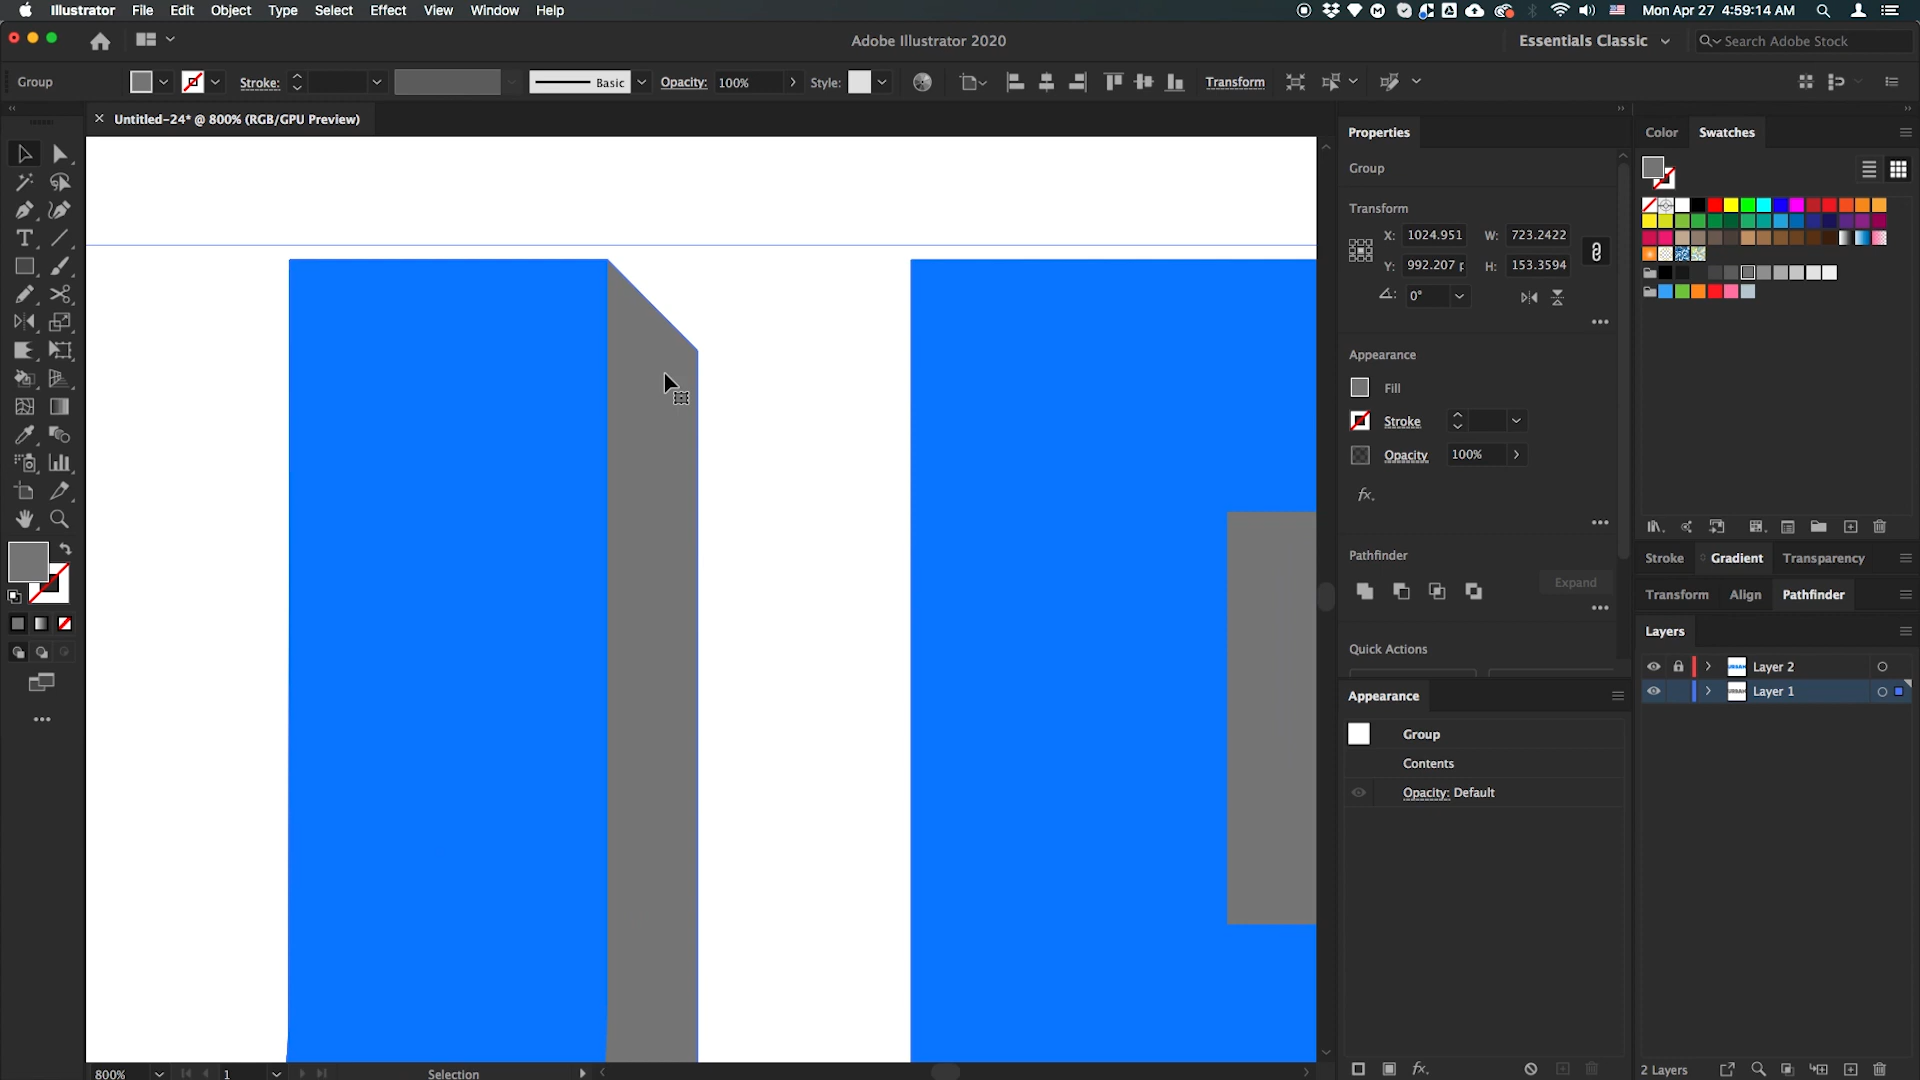 Illustrator File Edit Object Type Select Effect View Window Help
Mon Apr 27 4:59:14 AM
Adobe Illustrator 2020
Essentials Classic
Search Adobe Stock
Group
Stroke:
Basic
Opacity: 100%
Style:
Transform
× Untitled-24* @ 800% (RGB/GPU Preview)
Properties
Group
Transform
X: 1024.951 W: 723.2422
Y: 992.207 p H: 153.3594
0°
Appearance
Fill
Stroke
Opacity 100%
fx.
Pathfinder
Expand
Quick Actions
Appearance
Group
Contents
Opacity: Default
fx.
Color Swatches
Stroke Gradient Transparency
Transform Align Pathfinder
Layers
Layer 2
Layer 1
2 Layers
800% 1 Selection